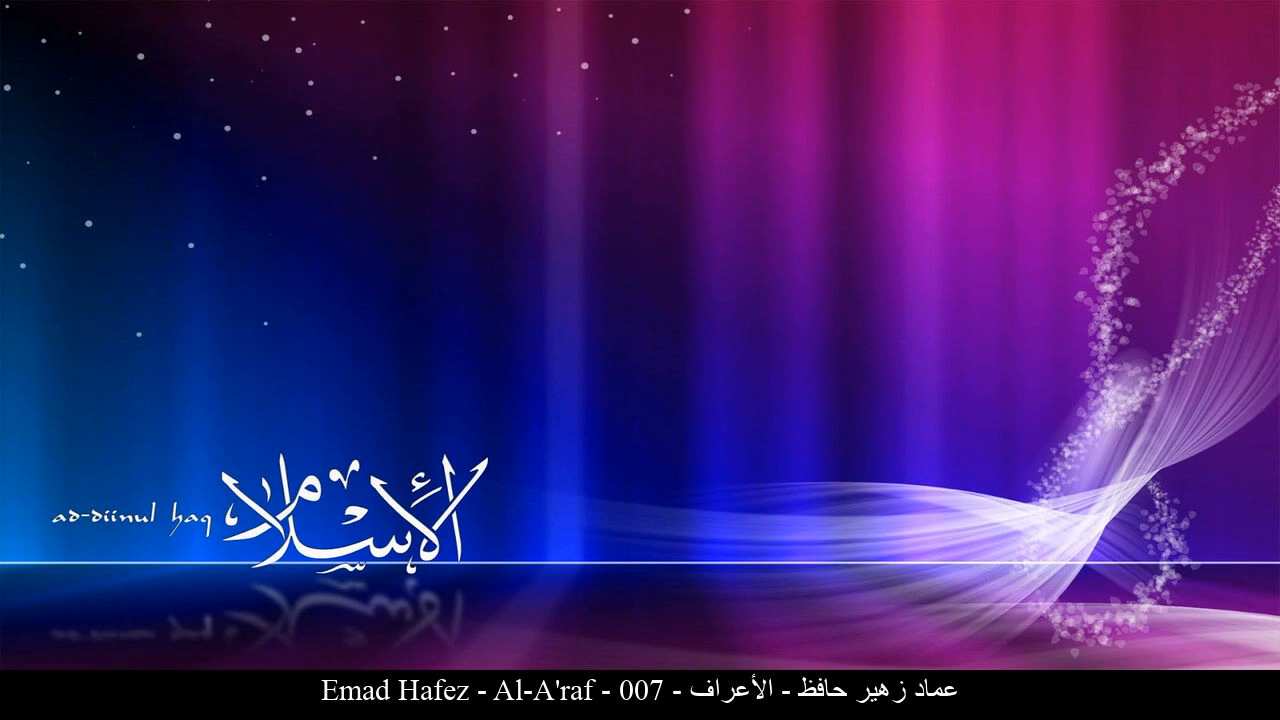 ad-diinul haq الإسلام
Emad Hafez - Al-A'raf - 007 - عماد زهير حافظ - الأعراف